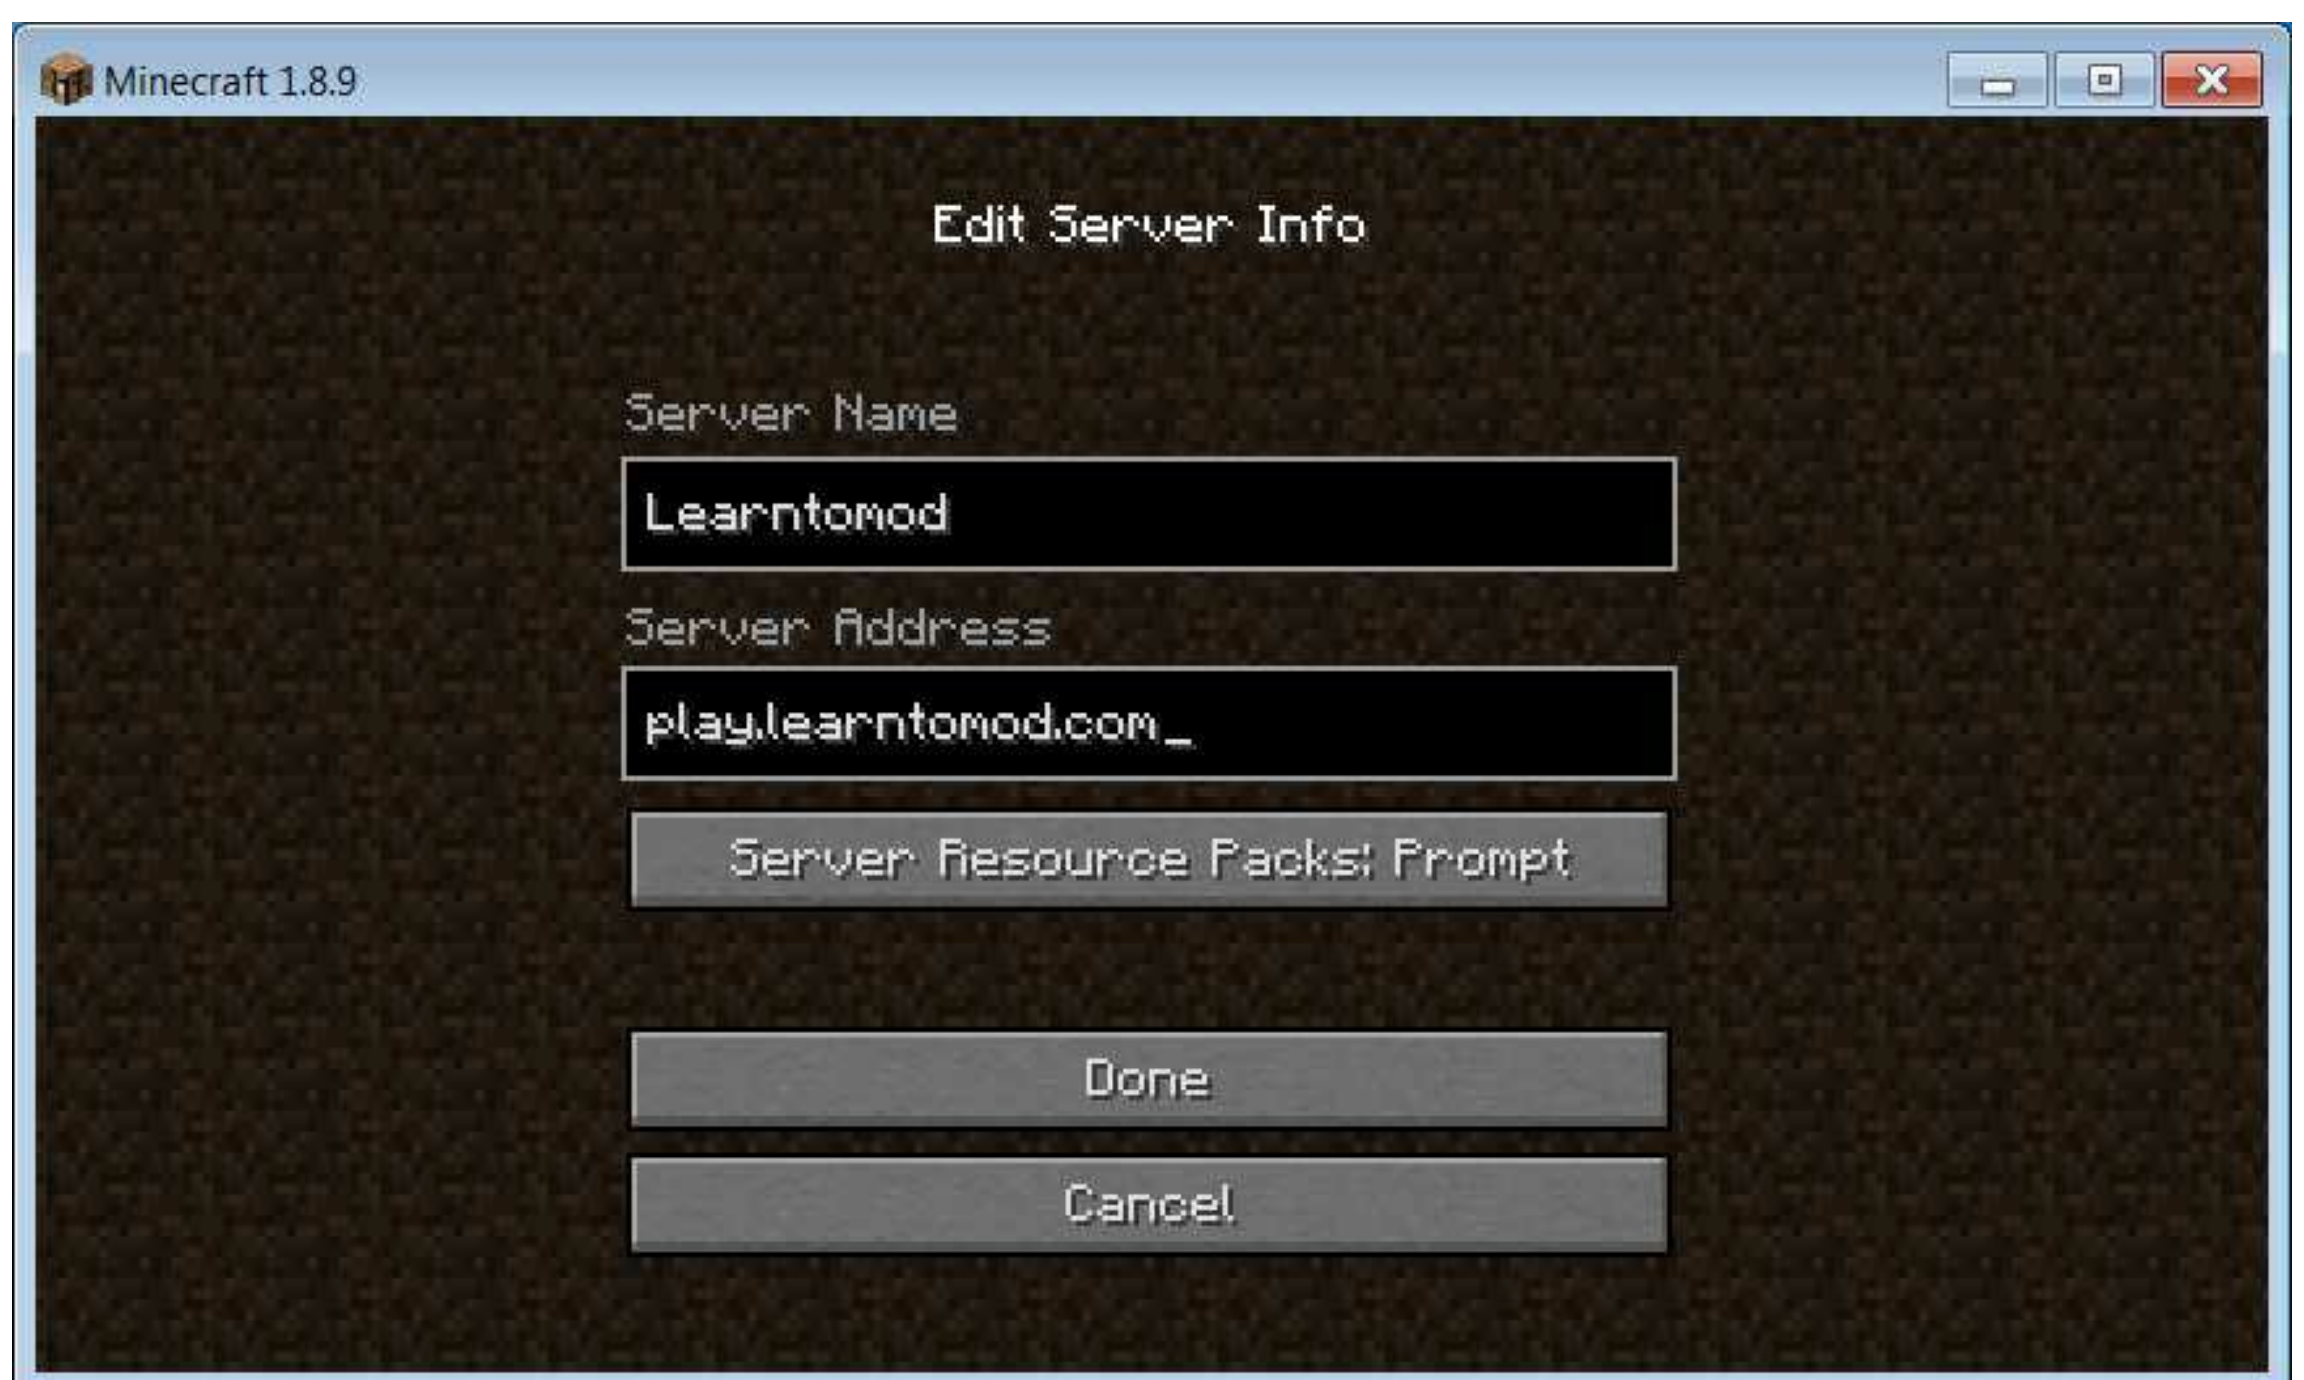 Minecraft 1.8.9
Edit Server Info
Server Name
Learntomod
Server Address
play.learntomod.com_
Server Resource Packs: Prompt
Done
Cancel